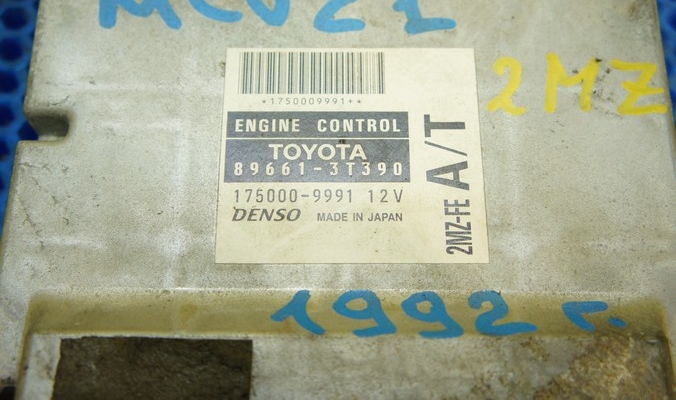 MCV21
2MZ
*1750009991**
ENGINE CONTROL
TOYOTA
89661-3T390
175000-9991 12V
DENSO MADE IN JAPAN
2MZ-FE A/T
1992 г.